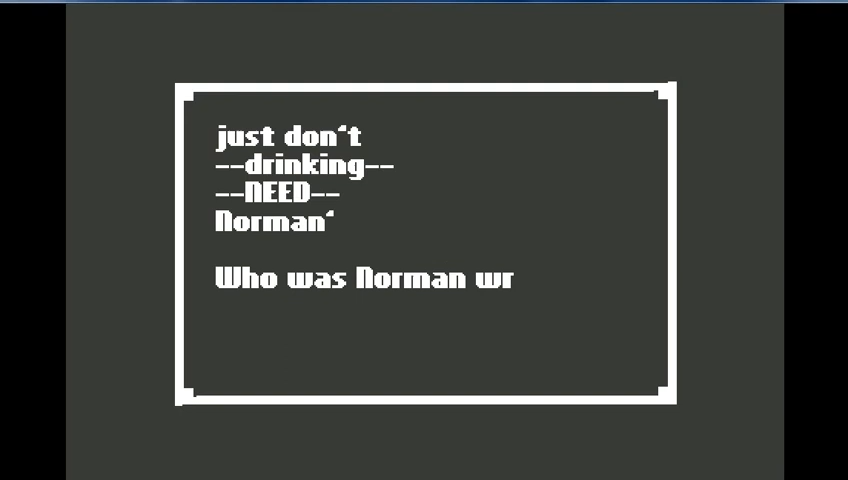 just don‘t
--drinking--
--NEED--
Norman‘
Who was Norman wr